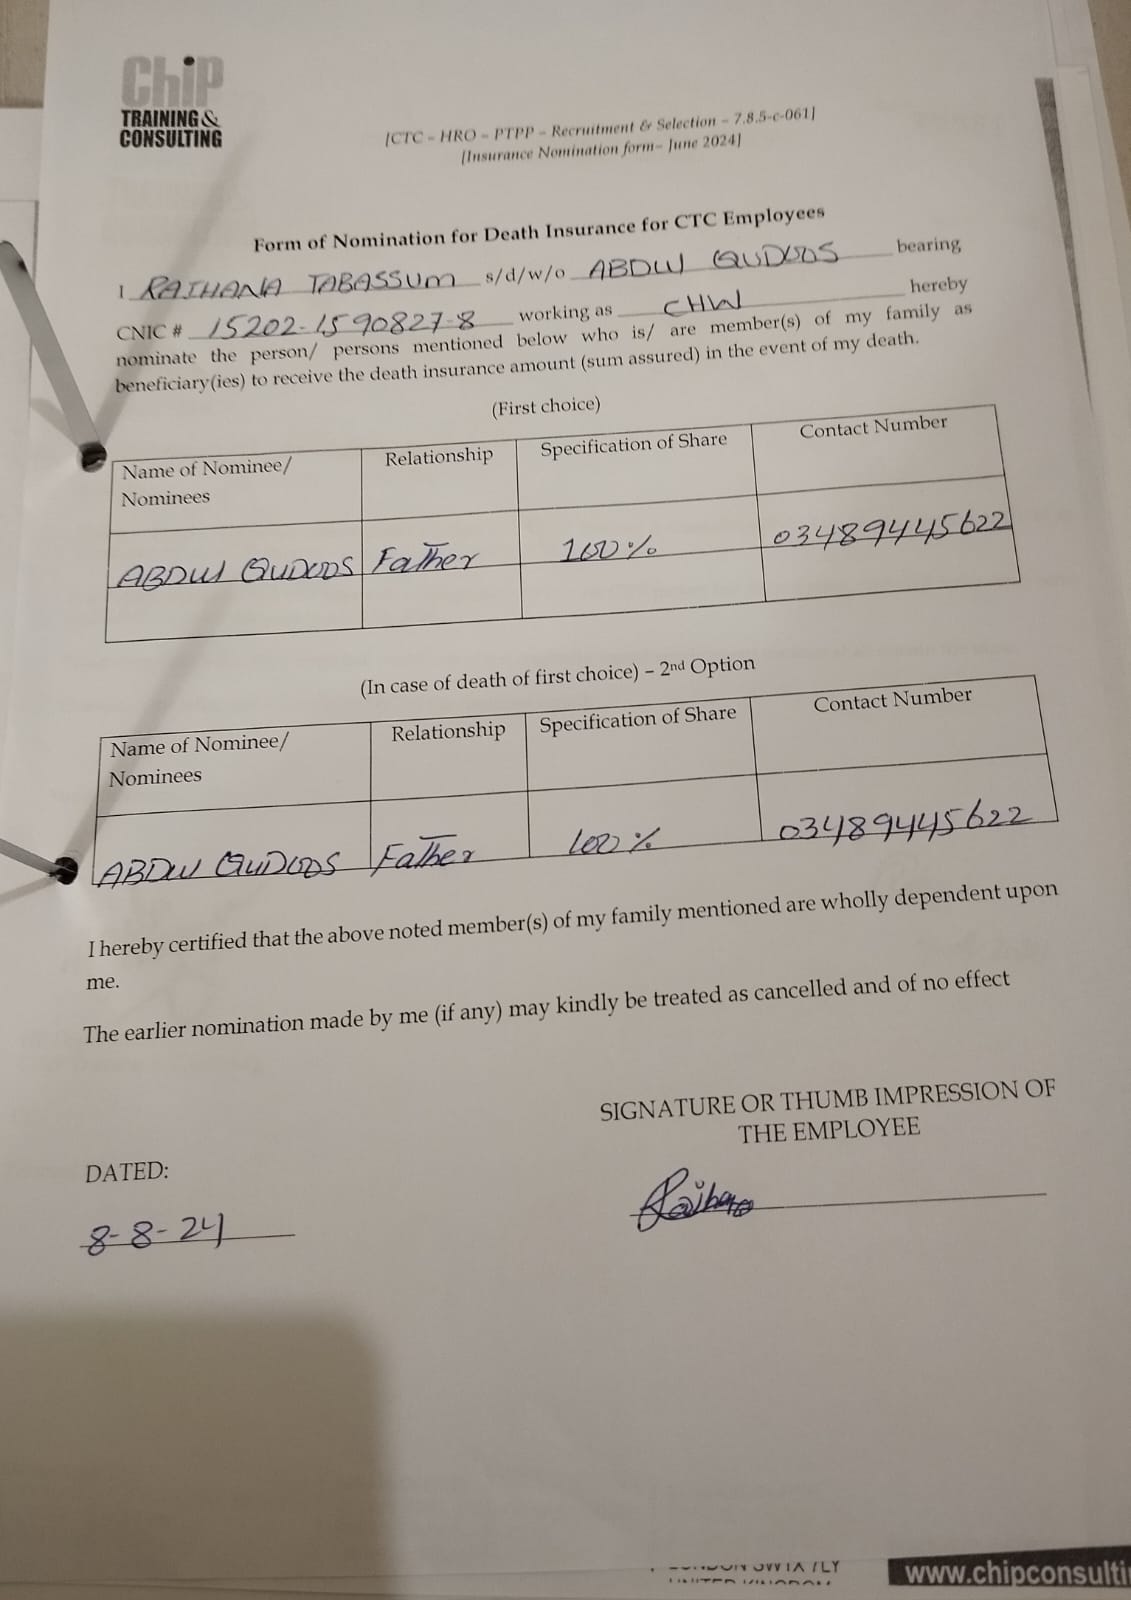 Chip
TRAINING &
CONSULTING
[CTC – HRO – PTPP – Recruitment & Selection – 7.8.5-c-061]
[Insurance Nomination form– June 2024]
Form of Nomination for Death Insurance for CTC Employees
I RAIHANA TABASSUM s/d/w/o ABDUl QUDOOS bearing
CNIC # 15202-1590827-8 working as CHW hereby
nominate the person/ persons mentioned below who is/ are member(s) of my family as
beneficiary(ies) to receive the death insurance amount (sum assured) in the event of my death.
(First choice)
Name of Nominee/ Nominees Relationship Specification of Share Contact Number
ABDUl QUDOOS Father 100% 03489445622
(In case of death of first choice) – 2nd Option
Name of Nominee/ Nominees Relationship Specification of Share Contact Number
ABDUl QUDOOS Father 100% 03489445622
I hereby certified that the above noted member(s) of my family mentioned are wholly dependent upon
me.
The earlier nomination made by me (if any) may kindly be treated as cancelled and of no effect
SIGNATURE OR THUMB IMPRESSION OF
THE EMPLOYEE
DATED:
Raihana
8-8-24
www.chipconsulti